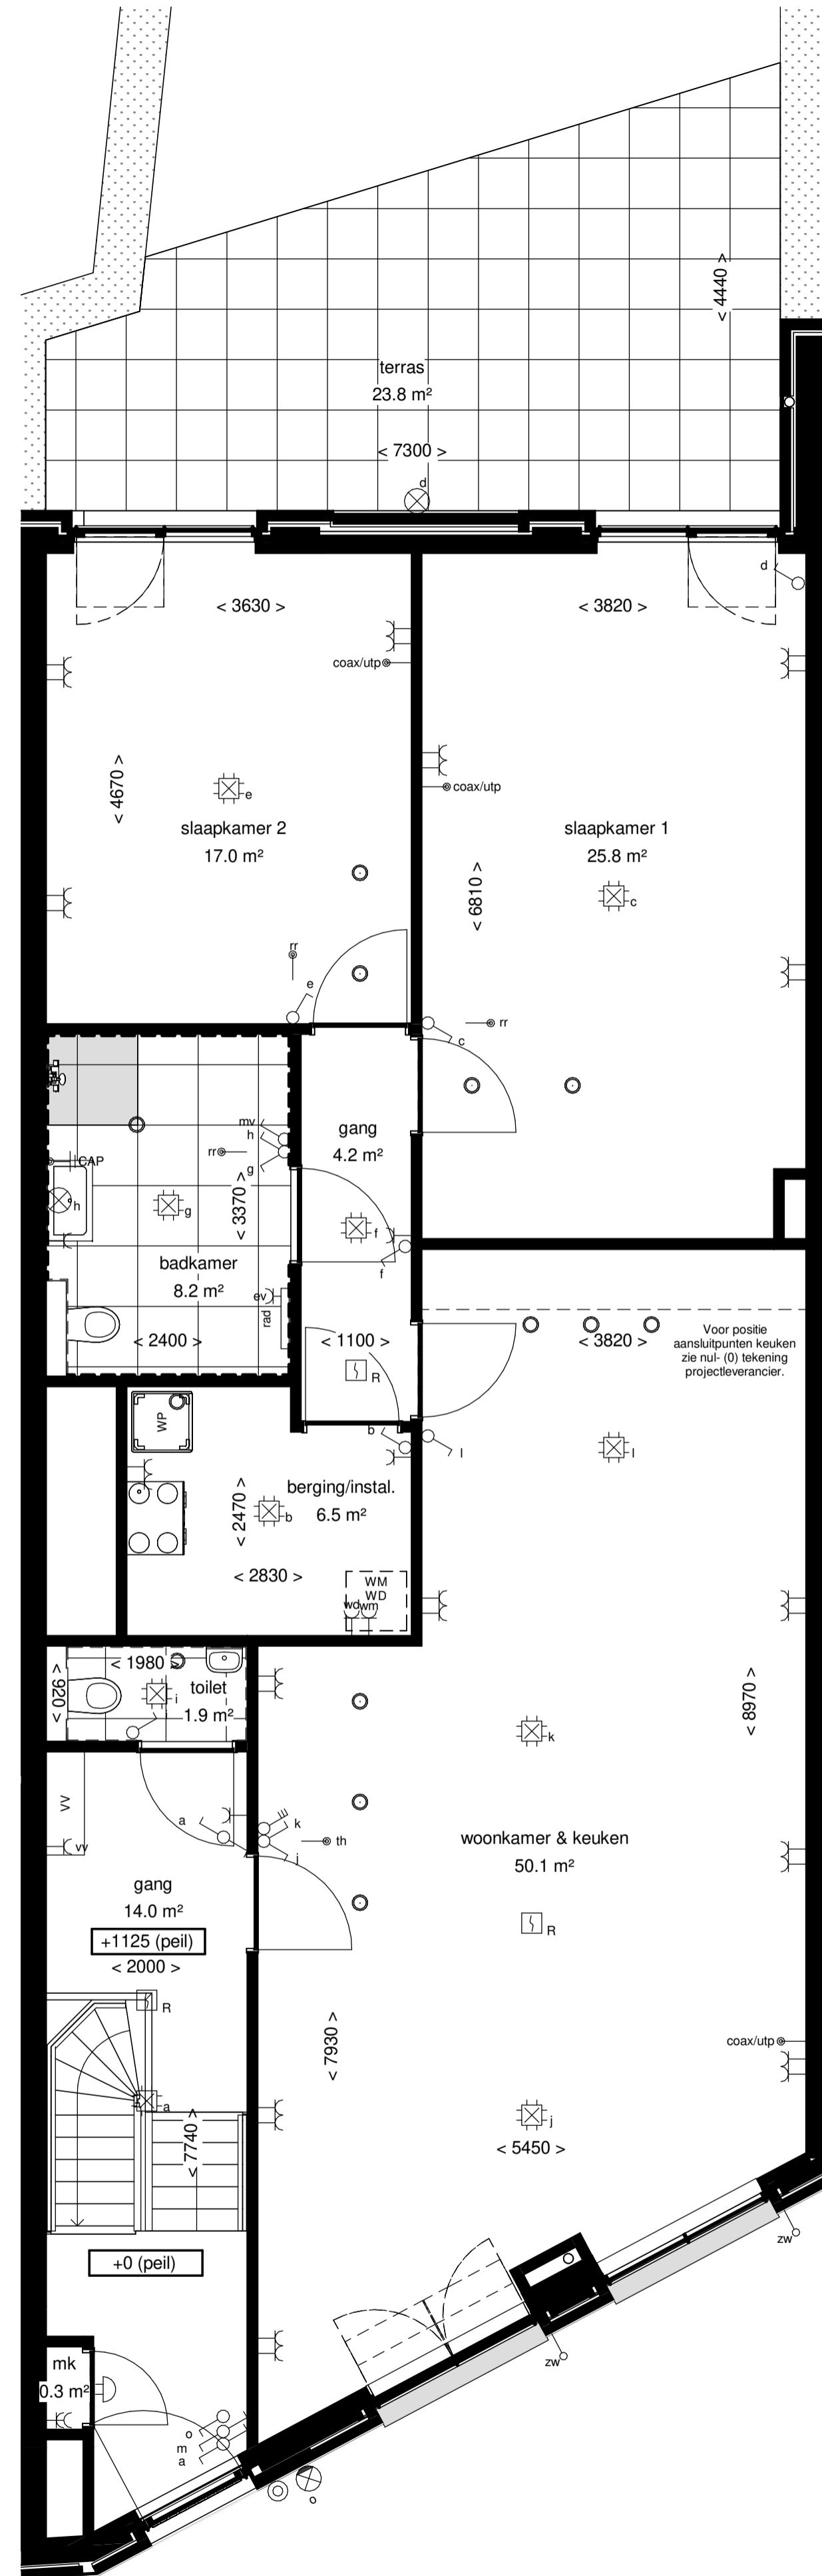 < 4440 >
terras
23.8 m²
< 7300 >
d
d
< 3630 >
< 3820 >
coax/utp
< 4670 >
coax/utp
e
slaapkamer 2
17.0 m²
slaapkamer 1
25.8 m²
< 6810 >
c
rr
e
rr
c
mv
h
gang
4.2 m²
rr
g
CAP
h
g
< 3370 >
f
f
badkamer
8.2 m²
ev
rad
< 2400 >
< 1100 >
< 3820 >
Voor positie
aansluitpunten keuken
zie nul- (0) tekening
projectleverancier.
R
WP
b
l
l
berging/instal.
6.5 m²
< 2470 >
b
< 2830 >
WM
WD
wd
wm
< 1980 >
< 920 >
toilet
1.9 m²
i
< 8970 >
k
VV
a
k
vv
j
th
woonkamer & keuken
50.1 m²
gang
14.0 m²
+1125 (peil)
< 2000 >
R
R
< 7930 >
coax/utp
a
< 7740 >
j
< 5450 >
+0 (peil)
zw
zw
mk
0.3 m²
o
m
a
o